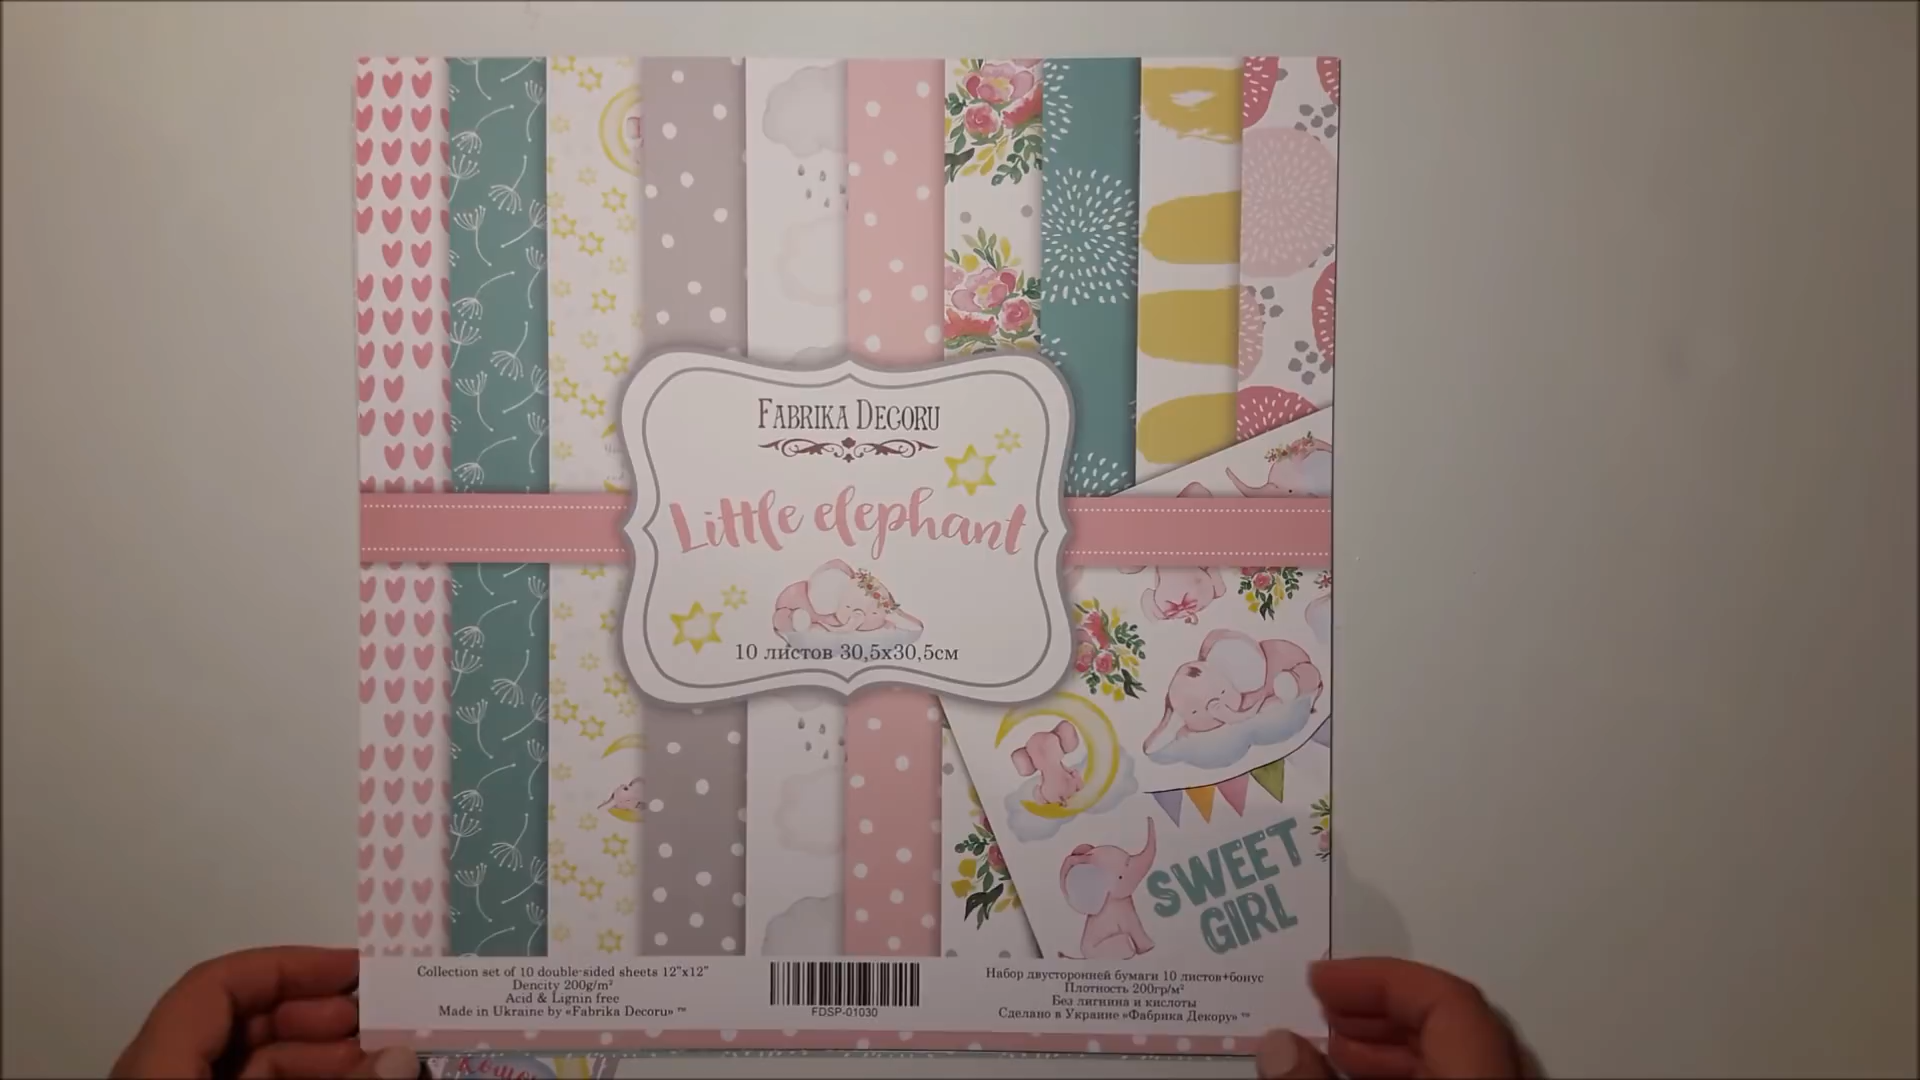 FABRIKA DECORU
Little elephant
10 листов 30,5x30,5см
SWEET
GIRL
Collection set of 10 double-sided sheets 12"x12"
Dencity 200g/m²
Acid & Lignin free
Made in Ukraine by «Fabrika Decoru» ™
FDSP-01030
Набор двусторонней бумаги 10 листов+бонус
Плотность 200гр/м²
Без лигнина и кислоты
Сделано в Украине «Фабрика Декору» ™